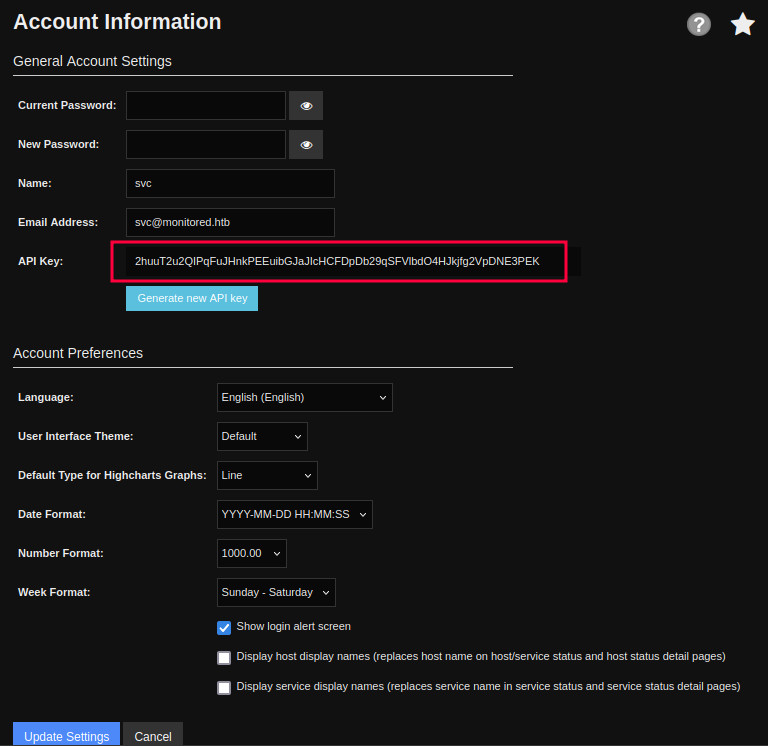 Account Information
General Account Settings
Current Password:
New Password:
Name: svc
Email Address: svc@monitored.htb
API Key: 2huuT2u2QIPqFuJHnkPEEuibGJaJIcHCFDpDb29qSFVlbdO4HJkjfg2VpDNE3PEK
Generate new API key
Account Preferences
Language: English (English)
User Interface Theme: Default
Default Type for Highcharts Graphs: Line
Date Format: YYYY-MM-DD HH:MM:SS
Number Format: 1000.00
Week Format: Sunday - Saturday
Show login alert screen
Display host display names (replaces host name on host/service status and host status detail pages)
Display service display names (replaces service name in service status and service status detail pages)
Update Settings Cancel